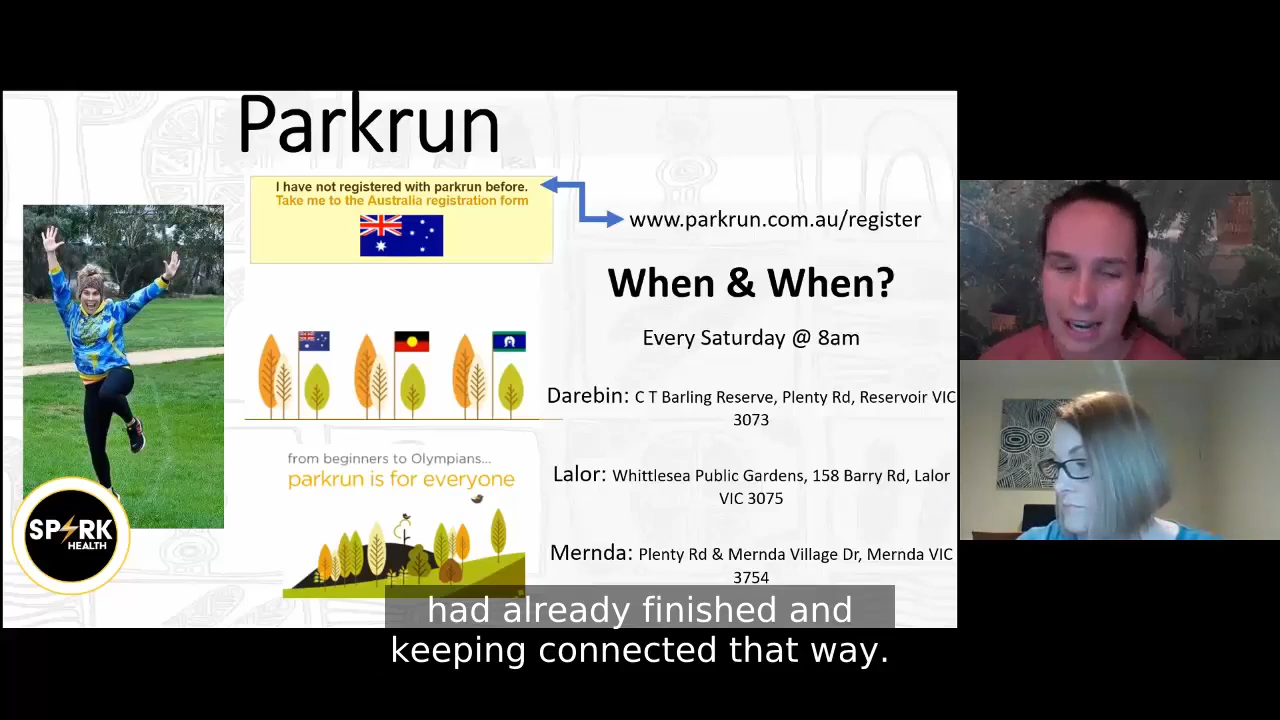 Parkrun
I have not registered with parkrun before.
Take me to the Australia registration form
www.parkrun.com.au/register
When & When?
Every Saturday @ 8am
Darebin: C T Barling Reserve, Plenty Rd, Reservoir VIC
3073
from beginners to Olympians...
parkrun is for everyone
Lalor: Whittlesea Public Gardens, 158 Barry Rd, Lalor
VIC 3075
SPRK
HEALTH
Mernda: Plenty Rd & Mernda Village Dr, Mernda VIC
3754
had already finished and
keeping connected that way.